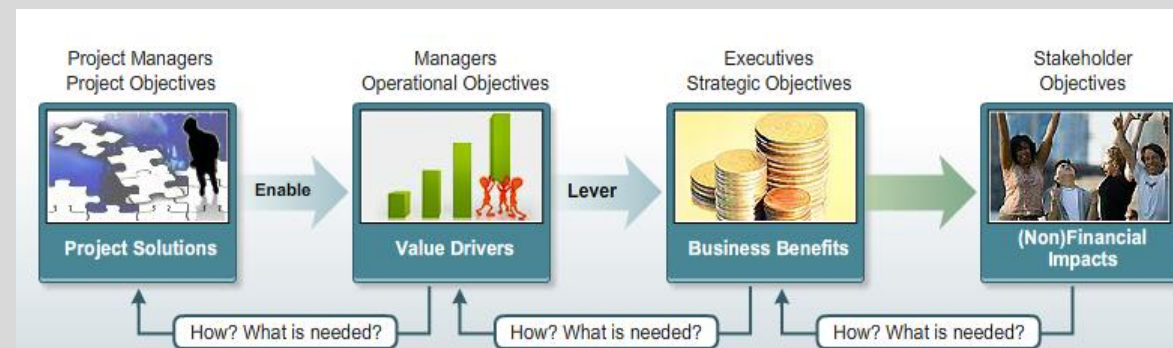 Project Managers
Project Objectives
Managers
Operational Objectives
Executives
Strategic Objectives
Stakeholder
Objectives
Enable
Lever
Project Solutions
Value Drivers
Business Benefits
(Non)Financial
Impacts
How? What is needed?
How? What is needed?
How? What is needed?